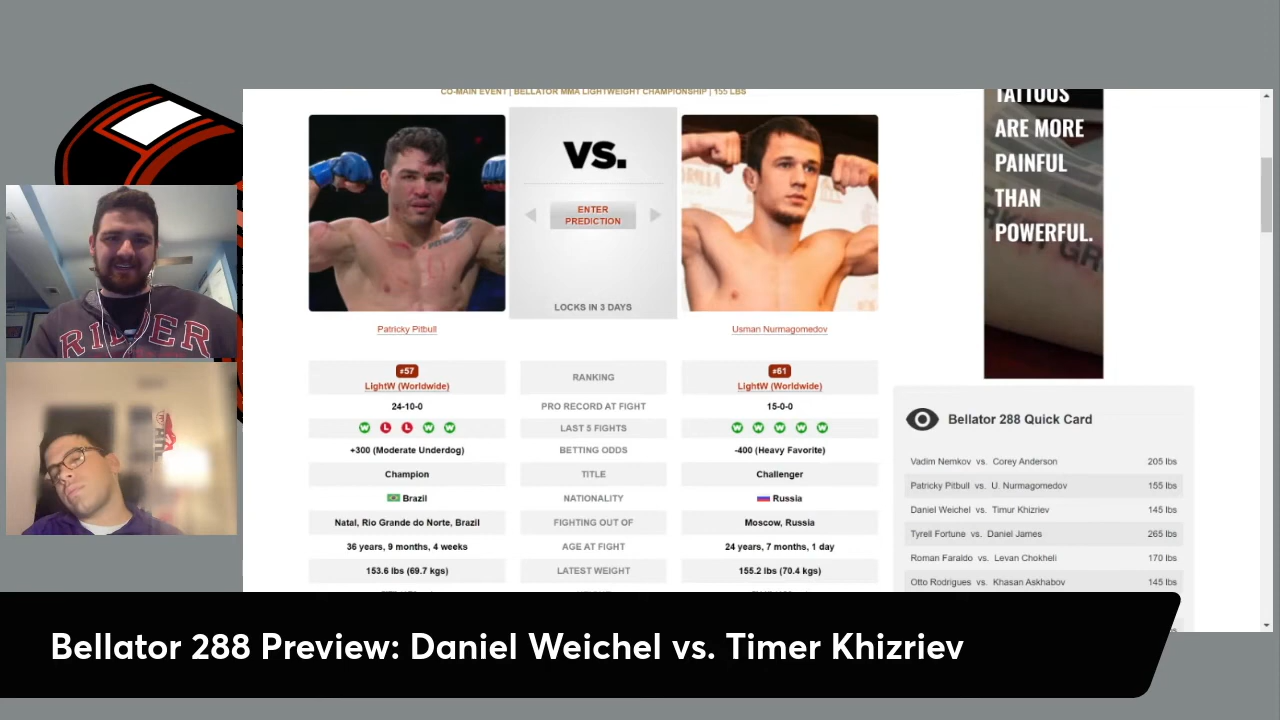 CO-MAIN EVENT | BELLATOR MMA LIGHTWEIGHT CHAMPIONSHIP | 155 LBS
VS.
ENTER
PREDICTION
LOCKS IN 3 DAYS
Patricky Pitbull
Usman Nurmagomedov
#57
LightW (Worldwide)
RANKING
#61
LightW (Worldwide)
24-10-0
PRO RECORD AT FIGHT
15-0-0
W L L W W
LAST 5 FIGHTS
W W W W W
+300 (Moderate Underdog)
BETTING ODDS
-400 (Heavy Favorite)
Champion
TITLE
Challenger
Brazil
NATIONALITY
Russia
Natal, Rio Grande do Norte, Brazil
FIGHTING OUT OF
Moscow, Russia
36 years, 9 months, 4 weeks
AGE AT FIGHT
24 years, 7 months, 1 day
153.6 lbs (69.7 kgs)
LATEST WEIGHT
155.2 lbs (70.4 kgs)
TATTOOS
ARE MORE
PAINFUL
THAN
POWERFUL.
Bellator 288 Quick Card
Vadim Nemkov vs. Corey Anderson 205 lbs
Patricky Pitbull vs. U. Nurmagomedov 155 lbs
Daniel Weichel vs. Timur Khizriev 145 lbs
Tyrell Fortune vs. Daniel James 265 lbs
Roman Faraldo vs. Levan Chokheli 170 lbs
Otto Rodrigues vs. Khasan Askhabov 145 lbs
RIDER
Bellator 288 Preview: Daniel Weichel vs. Timer Khizriev